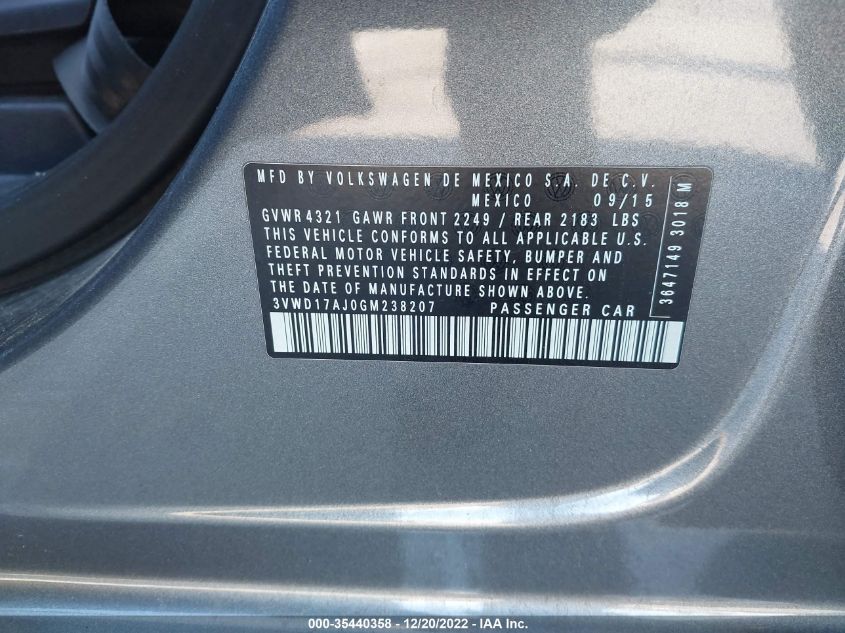 MFD BY VOLKSWAGEN DE MEXICO S.A. DE C.V.
MEXICO 09/15
GVWR 4321 GAWR FRONT 2249 / REAR 2183 LBS
THIS VEHICLE CONFORMS TO ALL APPLICABLE U.S.
FEDERAL MOTOR VEHICLE SAFETY, BUMPER AND
THEFT PREVENTION STANDARDS IN EFFECT ON
THE DATE OF MANUFACTURE SHOWN ABOVE.
3VWD17AJ0GM238207 PASSENGER CAR
3647149 3018 M
000-35440358 - 12/20/2022 - IAA Inc.